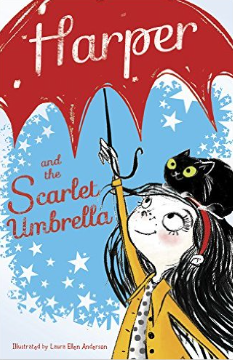 Harper
and
the
Scarlet
Umbrella
Illustrated by Laura Ellen Anderson